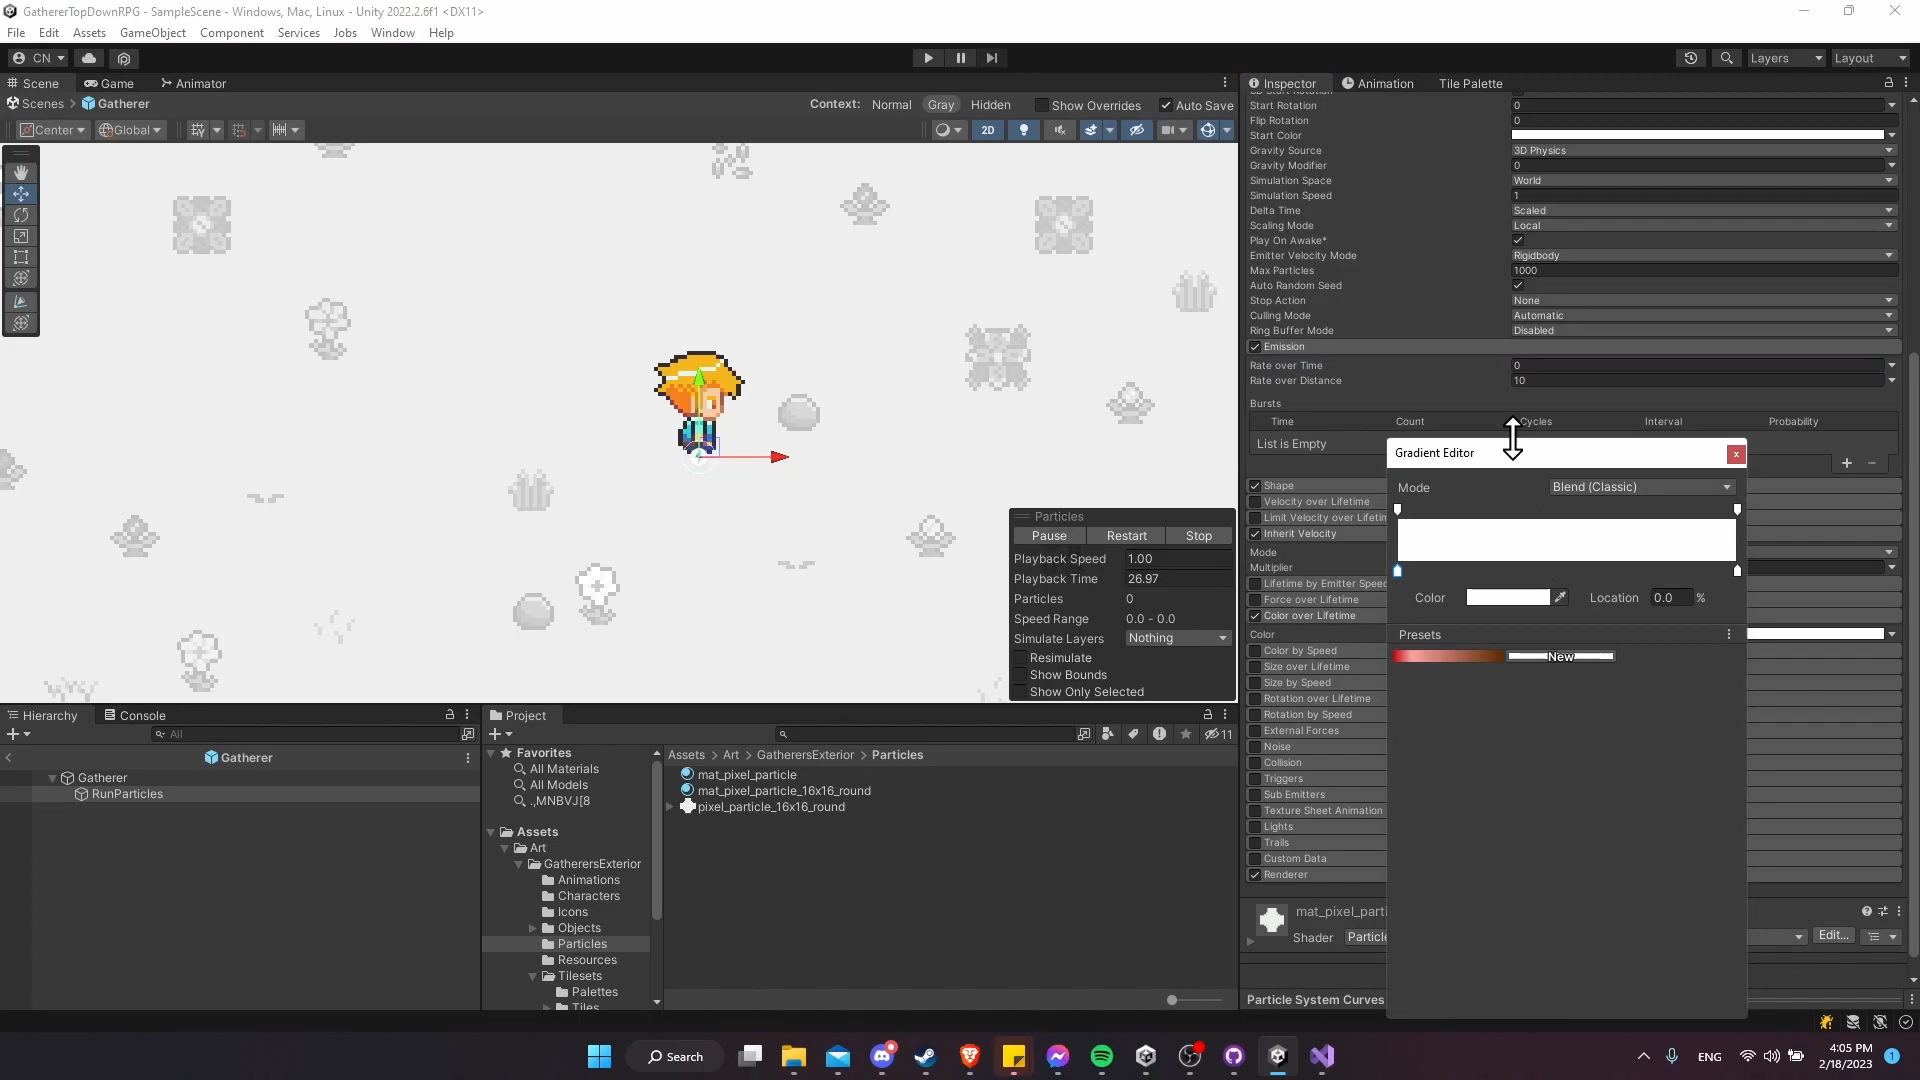 GathererTopDownRPG - SampleScene - Windows, Mac, Linux - Unity 2022.2.6f1 <DX11>
File Edit Assets GameObject Component Services Jobs Window Help
CN Layers Layout
Scene Game Animator
Scenes > Gatherer Context: Normal Gray Hidden Show Overrides Auto Save
Center Global 2D
Particles
Pause Restart Stop
Playback Speed 1.00
Playback Time 26.97
Particles 0
Speed Range 0.0 - 0.0
Simulate Layers Nothing
Resimulate
Show Bounds
Show Only Selected
Hierarchy Console
All
Gatherer
Gatherer
RunParticles
Project
11
Favorites
All Materials
All Models
.,MNBVJ[8
Assets
Art
GatherersExterior
Animations
Characters
Icons
Objects
Particles
Resources
Tilesets
Palettes
Tiles
Assets > Art > GatherersExterior > Particles
mat_pixel_particle
mat_pixel_particle_16x16_round
pixel_particle_16x16_round
Inspector Animation Tile Palette
3D Start Rotation
Start Rotation 0
Flip Rotation 0
Start Color
Gravity Source 3D Physics
Gravity Modifier 0
Simulation Space World
Simulation Speed 1
Delta Time Scaled
Scaling Mode Local
Play On Awake*
Emitter Velocity Mode Rigidbody
Max Particles 1000
Auto Random Seed
Stop Action None
Culling Mode Automatic
Ring Buffer Mode Disabled
Emission
Rate over Time 0
Rate over Distance 10
Bursts
Time Count Cycles Interval Probability
List is Empty
Shape
Velocity over Lifetime
Limit Velocity over Lifetim
Inherit Velocity
Mode
Multiplier
Lifetime by Emitter Speed
Force over Lifetime
Color over Lifetime
Color
Color by Speed
Size over Lifetime
Size by Speed
Rotation over Lifetime
Rotation by Speed
External Forces
Noise
Collision
Triggers
Sub Emitters
Texture Sheet Animation
Lights
Trails
Custom Data
Renderer
mat_pixel_parti
Shader Particle Edit...
Particle System Curves
Gradient Editor x
Mode Blend (Classic)
Color Location 0.0 %
Presets
New
Search
ENG
4:05 PM
2/18/2023
1